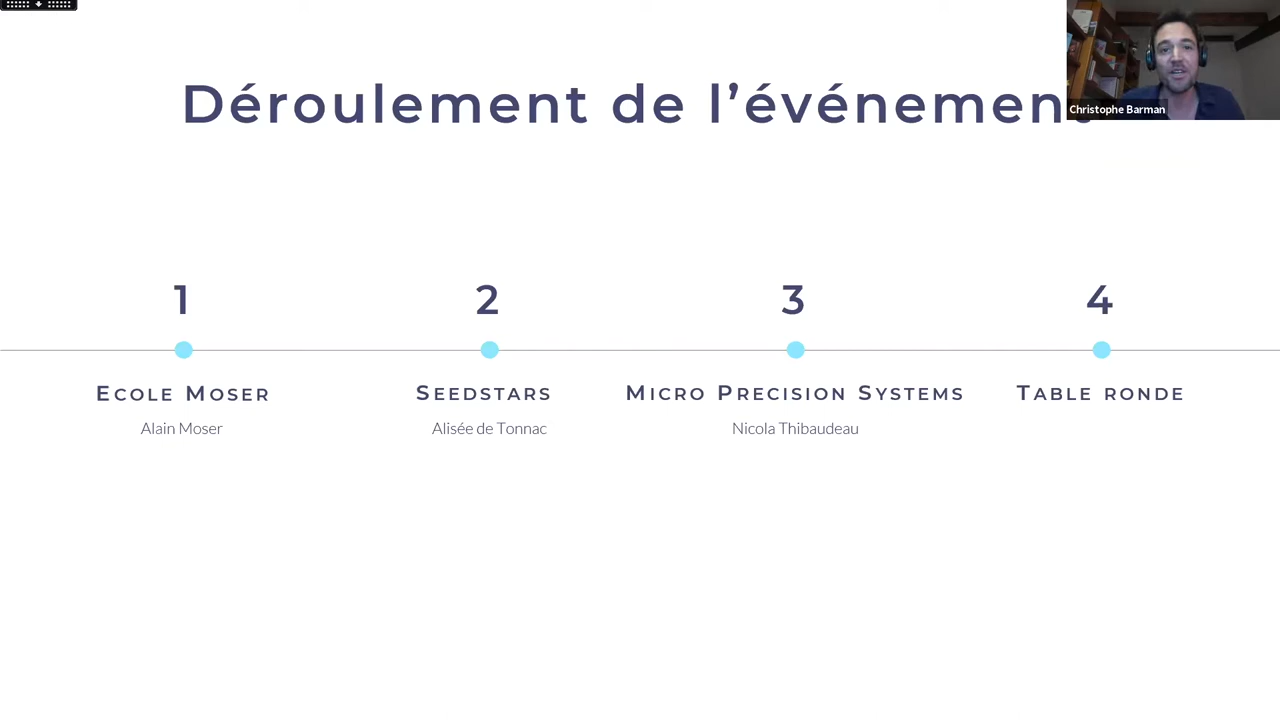 Déroulement de l'événement
Christophe Barman
1
2
3
4
Ecole Moser
Seedstars
Micro Precision Systems
Table ronde
Alain Moser
Alisée de Tonnac
Nicola Thibaudeau